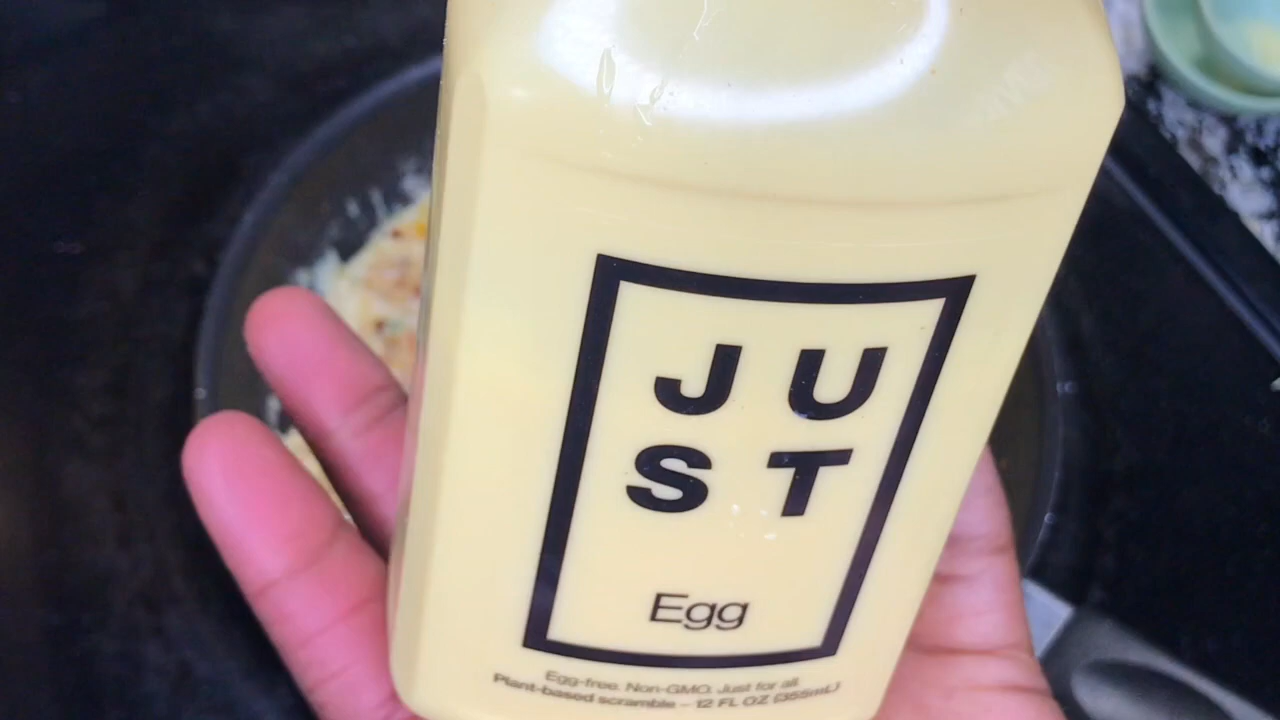 JU
ST
Egg
Egg-free. Non-GMO. Just for all.
Plant-based scramble – 12 FL OZ (355mL)